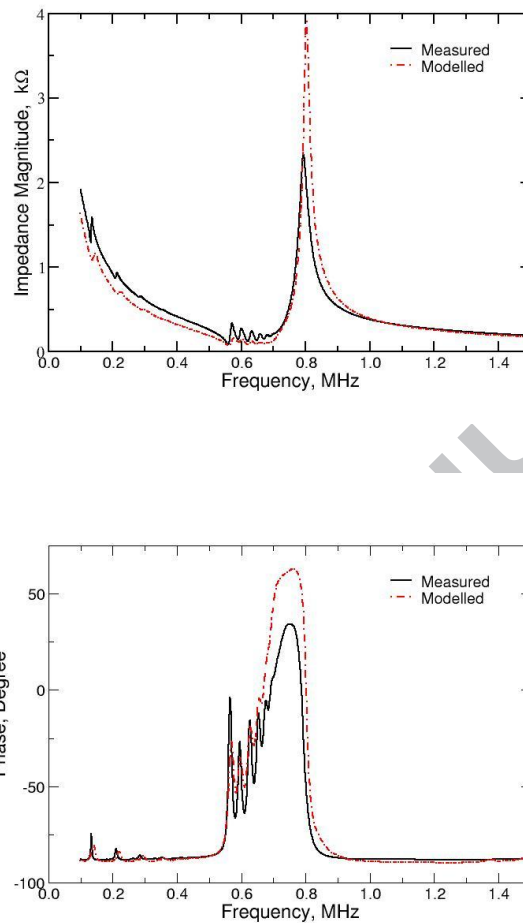 4
3
2
1
0
Impedance Magnitude, kΩ
Measured
Modelled
0.0 0.2 0.4 0.6 0.8 1.0 1.2 1.4
Frequency, MHz
50
0
-50
-100
Phase, Degree
Measured
Modelled
0.0 0.2 0.4 0.6 0.8 1.0 1.2 1.4
Frequency, MHz